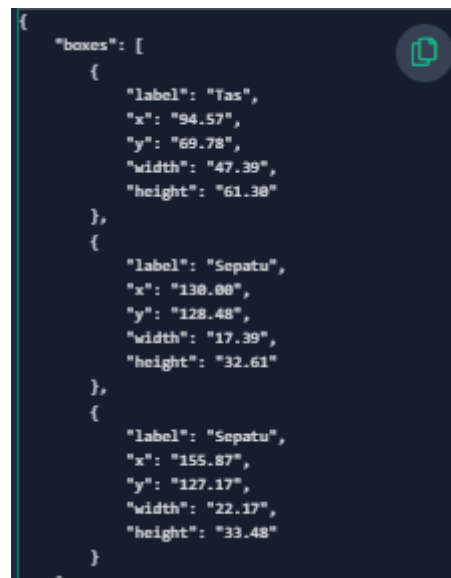 {
"boxes": [
{
"label": "Tas",
"x": "94.57",
"y": "69.78",
"width": "47.39",
"height": "61.30"
},
{
"label": "Sepatu",
"x": "130.00",
"y": "128.48",
"width": "17.39",
"height": "32.61"
},
{
"label": "Sepatu",
"x": "155.87",
"y": "127.17",
"width": "22.17",
"height": "33.48"
}